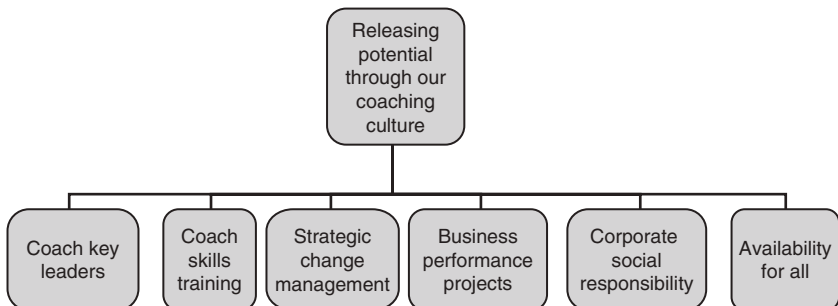 Releasing
potential
through our
coaching
culture
Coach key
leaders
Coach
skills
training
Strategic
change
management
Business
performance
projects
Corporate
social
responsibility
Availability
for all